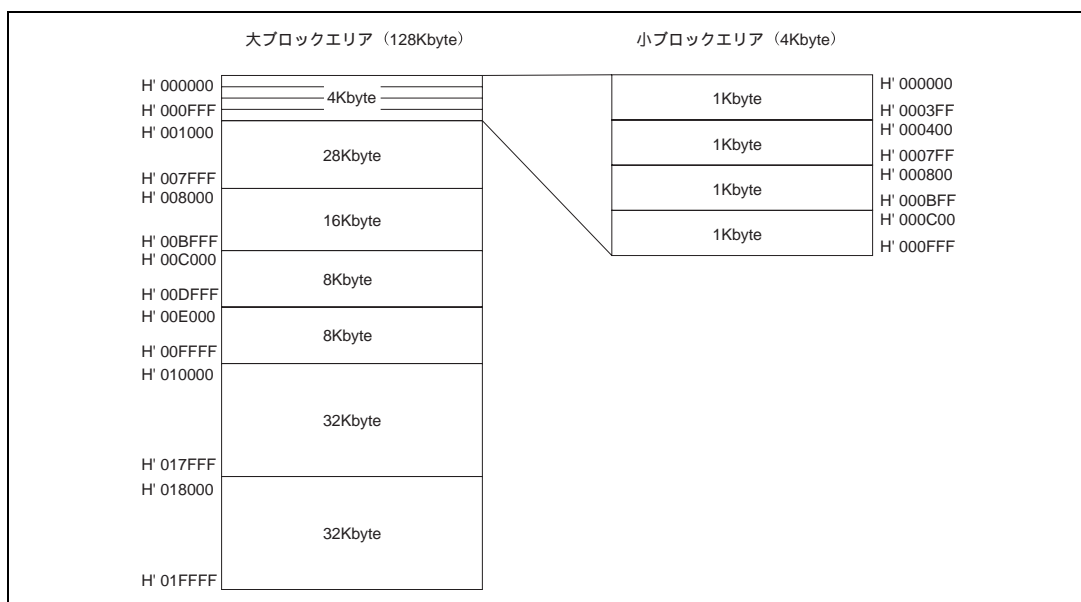 大ブロックエリア（128Kbyte）
H' 000000
4Kbyte
H' 000FFF
H' 001000
28Kbyte
H' 007FFF
H' 008000
16Kbyte
H' 00BFFF
H' 00C000
8Kbyte
H' 00DFFF
H' 00E000
8Kbyte
H' 00FFFF
H' 010000
32Kbyte
H' 017FFF
H' 018000
32Kbyte
H' 01FFFF
小ブロックエリア（4Kbyte）
H' 000000
1Kbyte
H' 0003FF
H' 000400
1Kbyte
H' 0007FF
H' 000800
1Kbyte
H' 000BFF
H' 000C00
1Kbyte
H' 000FFF